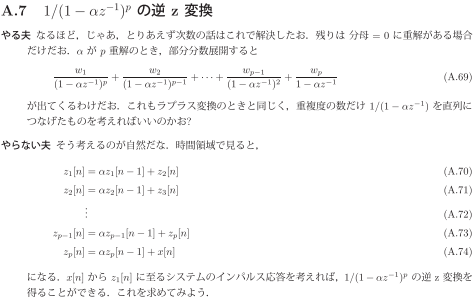 A.7 1/(1 − αz⁻¹)ᵖ の逆 z 変換
やる夫 なるほど，じゃあ，とりあえず次数の話はこれで解決したお．残りは 分母 = 0 に重解がある場合
だけだお．α が p 重解のとき，部分分数展開すると
w₁/(1 − αz⁻¹)ᵖ + w₂/(1 − αz⁻¹)ᵖ⁻¹ + ⋯ + wₚ₋₁/(1 − αz⁻¹)² + wₚ/(1 − αz⁻¹) (A.69)
が出てくるわけだお．これもラプラス変換のときと同じく，重複度の数だけ 1/(1 − αz⁻¹) を直列に
つなげたものを考えればいいのかお?
やらない夫 そう考えるのが自然だな．時間領域で見ると，
z₁[n] = αz₁[n − 1] + z₂[n] (A.70)
z₂[n] = αz₂[n − 1] + z₃[n] (A.71)
⋮ (A.72)
zₚ₋₁[n] = αzₚ₋₁[n − 1] + zₚ[n] (A.73)
zₚ[n] = αzₚ[n − 1] + x[n] (A.74)
になる．x[n] から z₁[n] に至るシステムのインパルス応答を考えれば，1/(1 − αz⁻¹)ᵖ の逆 z 変換を
得ることができる．これを求めてみよう．